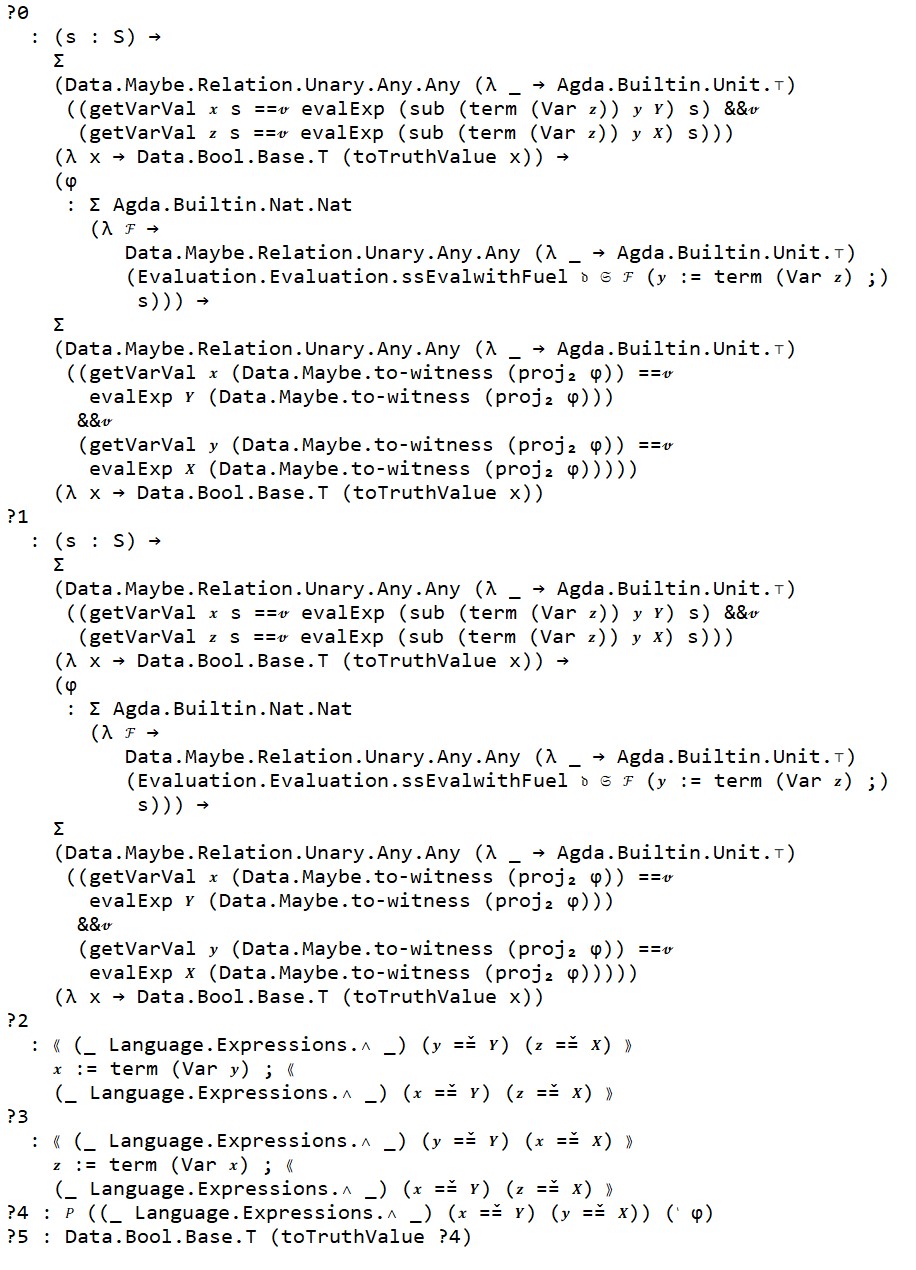 ?0
: (s : S) →
Σ
(Data.Maybe.Relation.Unary.Any.Any (λ _ → Agda.Builtin.Unit.⊤)
((getVarVal 𝒙 s ==𝓿 evalExp (sub (term (Var 𝒛)) 𝒚 𝒀) s) &&𝓿
(getVarVal 𝒛 s ==𝓿 evalExp (sub (term (Var 𝒛)) 𝒚 𝑿) s)))
(λ x → Data.Bool.Base.T (toTruthValue x)) →
(φ
: Σ Agda.Builtin.Nat.Nat
(λ ℱ →
Data.Maybe.Relation.Unary.Any.Any (λ _ → Agda.Builtin.Unit.⊤)
(Evaluation.Evaluation.ssEvalwithFuel 𝔡 𝔖 ℱ (𝒚 := term (Var 𝒛) ;)
s))) →
Σ
(Data.Maybe.Relation.Unary.Any.Any (λ _ → Agda.Builtin.Unit.⊤)
((getVarVal 𝒙 (Data.Maybe.to-witness (proj₂ φ)) ==𝓿
evalExp 𝒀 (Data.Maybe.to-witness (proj₂ φ)))
&&𝓿
(getVarVal 𝒚 (Data.Maybe.to-witness (proj₂ φ)) ==𝓿
evalExp 𝑿 (Data.Maybe.to-witness (proj₂ φ)))))
(λ x → Data.Bool.Base.T (toTruthValue x))
?1
: (s : S) →
Σ
(Data.Maybe.Relation.Unary.Any.Any (λ _ → Agda.Builtin.Unit.⊤)
((getVarVal 𝒙 s ==𝓿 evalExp (sub (term (Var 𝒛)) 𝒚 𝒀) s) &&𝓿
(getVarVal 𝒛 s ==𝓿 evalExp (sub (term (Var 𝒛)) 𝒚 𝑿) s)))
(λ x → Data.Bool.Base.T (toTruthValue x)) →
(φ
: Σ Agda.Builtin.Nat.Nat
(λ ℱ →
Data.Maybe.Relation.Unary.Any.Any (λ _ → Agda.Builtin.Unit.⊤)
(Evaluation.Evaluation.ssEvalwithFuel 𝔡 𝔖 ℱ (𝒚 := term (Var 𝒛) ;)
s))) →
Σ
(Data.Maybe.Relation.Unary.Any.Any (λ _ → Agda.Builtin.Unit.⊤)
((getVarVal 𝒙 (Data.Maybe.to-witness (proj₂ φ)) ==𝓿
evalExp 𝒀 (Data.Maybe.to-witness (proj₂ φ)))
&&𝓿
(getVarVal 𝒚 (Data.Maybe.to-witness (proj₂ φ)) ==𝓿
evalExp 𝑿 (Data.Maybe.to-witness (proj₂ φ)))))
(λ x → Data.Bool.Base.T (toTruthValue x))
?2
: ⟪ (_ Language.Expressions.∧ _) (𝒚 ==̌ 𝒀) (𝒛 ==̌ 𝑿) ⟫
𝒙 := term (Var 𝒚) ; ⟪
(_ Language.Expressions.∧ _) (𝒙 ==̌ 𝒀) (𝒛 ==̌ 𝑿) ⟫
?3
: ⟪ (_ Language.Expressions.∧ _) (𝒚 ==̌ 𝒀) (𝒙 ==̌ 𝑿) ⟫
𝒛 := term (Var 𝒙) ; ⟪
(_ Language.Expressions.∧ _) (𝒙 ==̌ 𝒀) (𝒛 ==̌ 𝑿) ⟫
?4 : 𝑃 ((_ Language.Expressions.∧ _) (𝒙 ==̌ 𝒀) (𝒚 ==̌ 𝑿)) (‵ φ)
?5 : Data.Bool.Base.T (toTruthValue ?4)